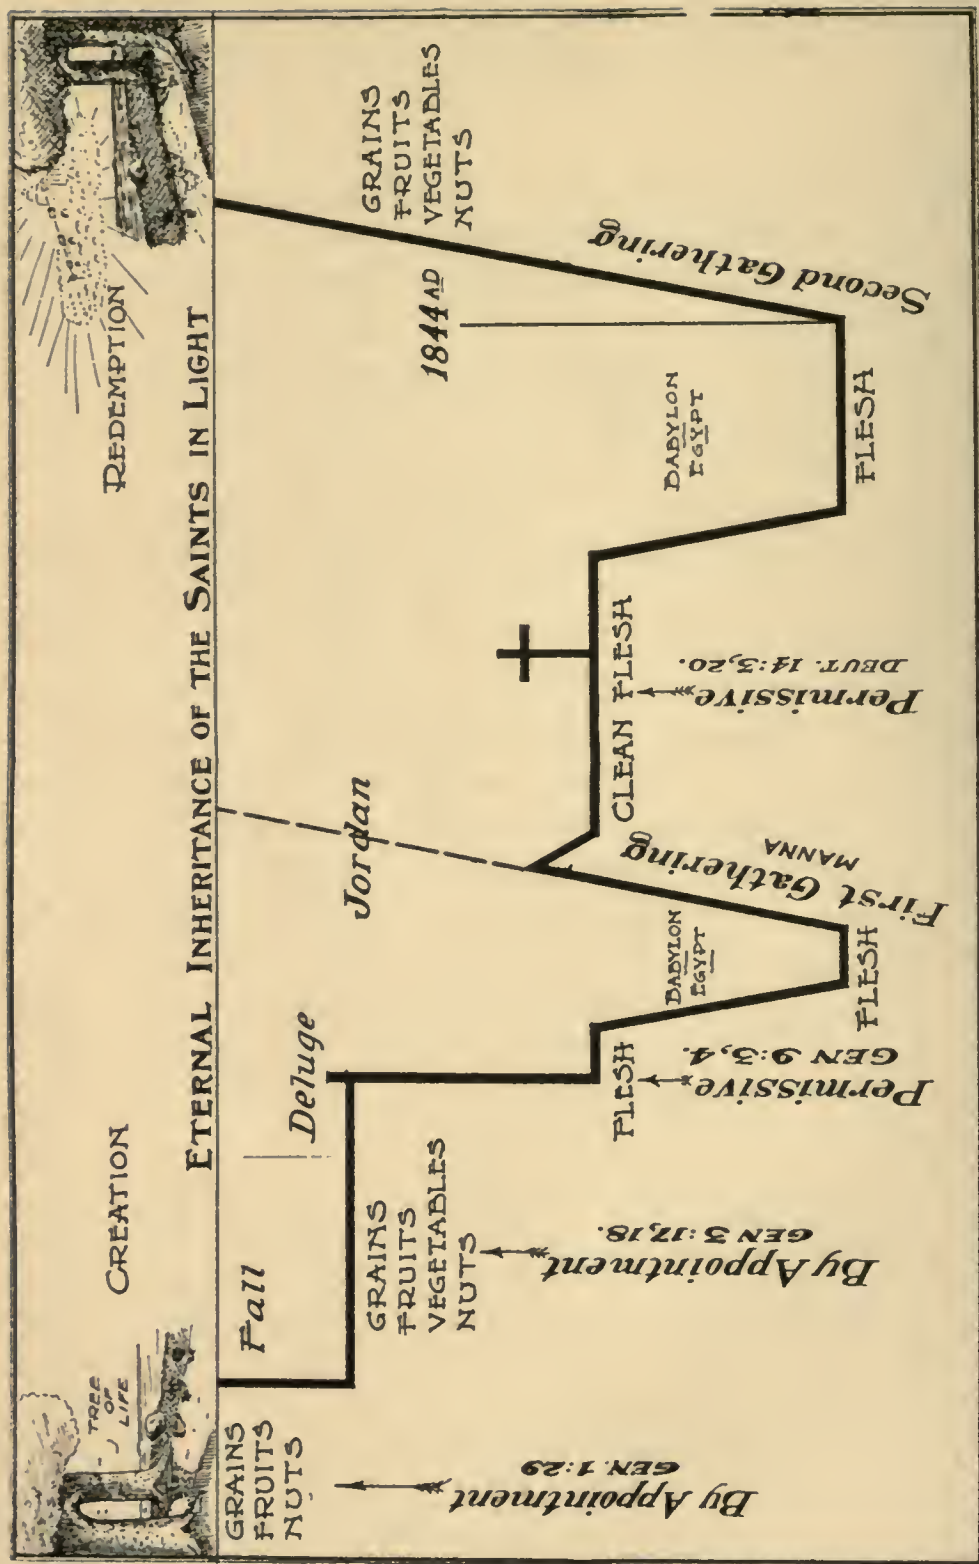 TREE
OF
LIFE
CREATION
REDEMPTION
ETERNAL INHERITANCE OF THE SAINTS IN LIGHT
GRAINS
FRUITS
NUTS
By Appointment
GEN. 1:29
Fall
GRAINS
FRUITS
VEGETABLES
NUTS
By Appointment
GEN 3:17,18.
Deluge
FLESH
Permissive
GEN 9:3,4.
BABYLON
EGYPT
FLESH
First Gathering
MANNA
Jordan
CLEAN FLESH
Permissive
DEUT. 14:3,20.
BABYLON
EGYPT
FLESH
1844 AD
Second Gathering
GRAINS
FRUITS
VEGETABLES
NUTS